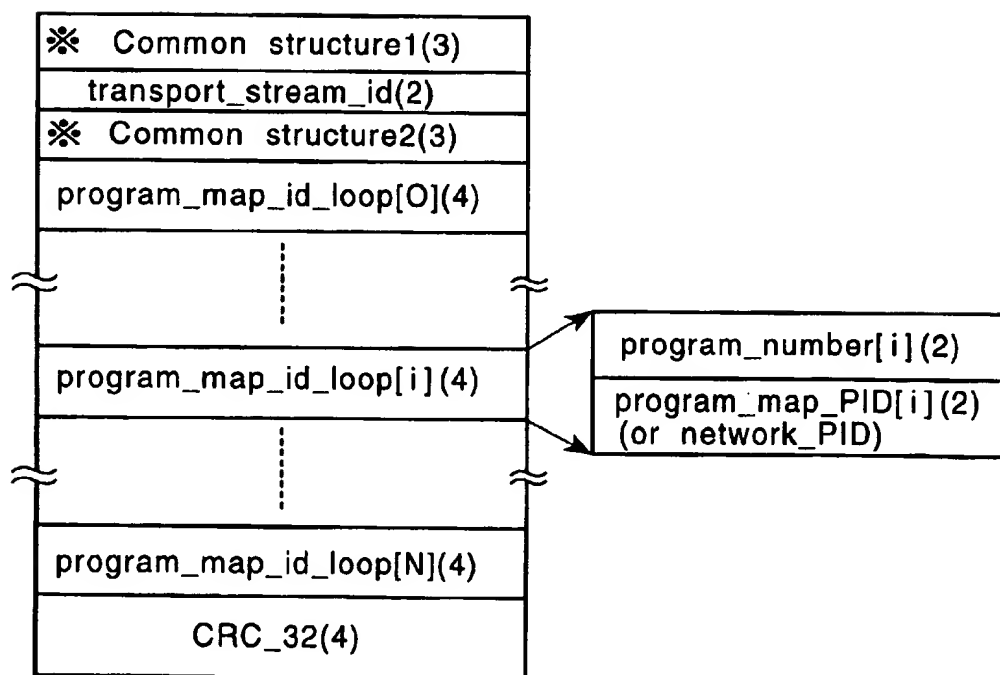 ※ Common structure1(3)
transport_stream_id(2)
※ Common structure2(3)
program_map_id_loop[O](4)
program_map_id_loop[i](4)
program_number[i](2)
program_map_PID[i](2)
(or network_PID)
program_map_id_loop[N](4)
CRC_32(4)